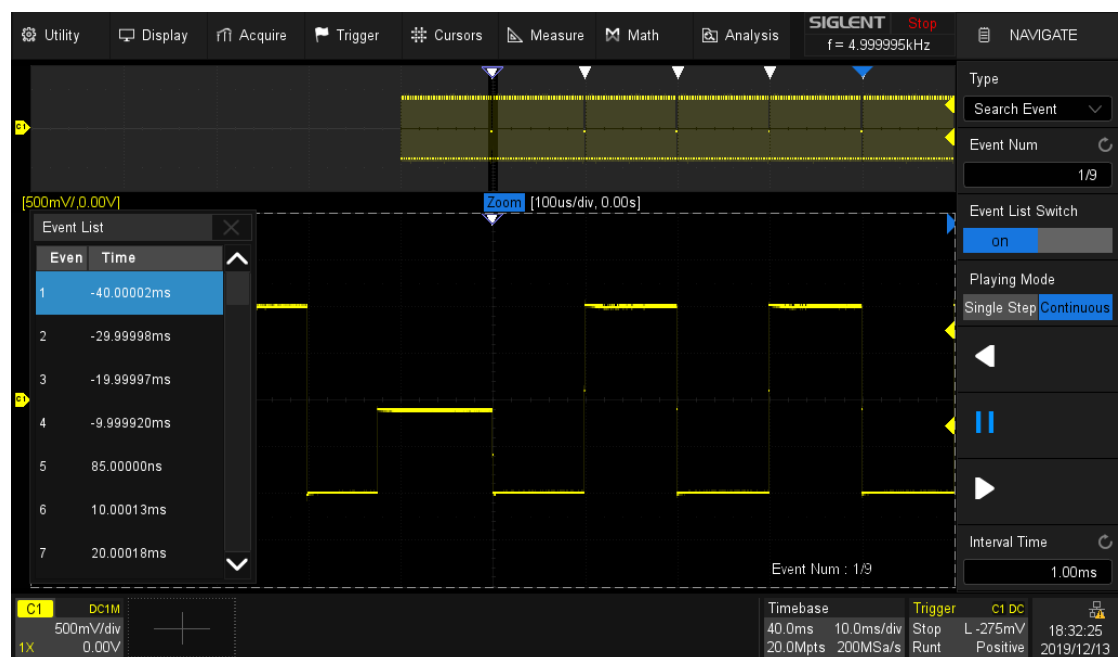 Utility Display Acquire Trigger Cursors Measure Math Analysis SIGLENT Stop
f = 4.999995kHz
NAVIGATE
Type
Search Event
Event Num
1/9
Event List Switch
on
Playing Mode
Single Step Continuous
Interval Time
1.00ms
C1
[500mV/,0.00V] Zoom [100us/div, 0.00s]
Event List
Even Time
1 -40.00002ms
2 -29.99998ms
3 -19.99997ms
4 -9.999920ms
5 85.00000ns
6 10.00013ms
7 20.00018ms
C1
Event Num : 1/9
C1 DC1M
500mV/div
1X 0.00V
Timebase
40.0ms 10.0ms/div
20.0Mpts 200MSa/s
Trigger C1 DC
Stop L -275mV
Runt Positive
18:32:25
2019/12/13